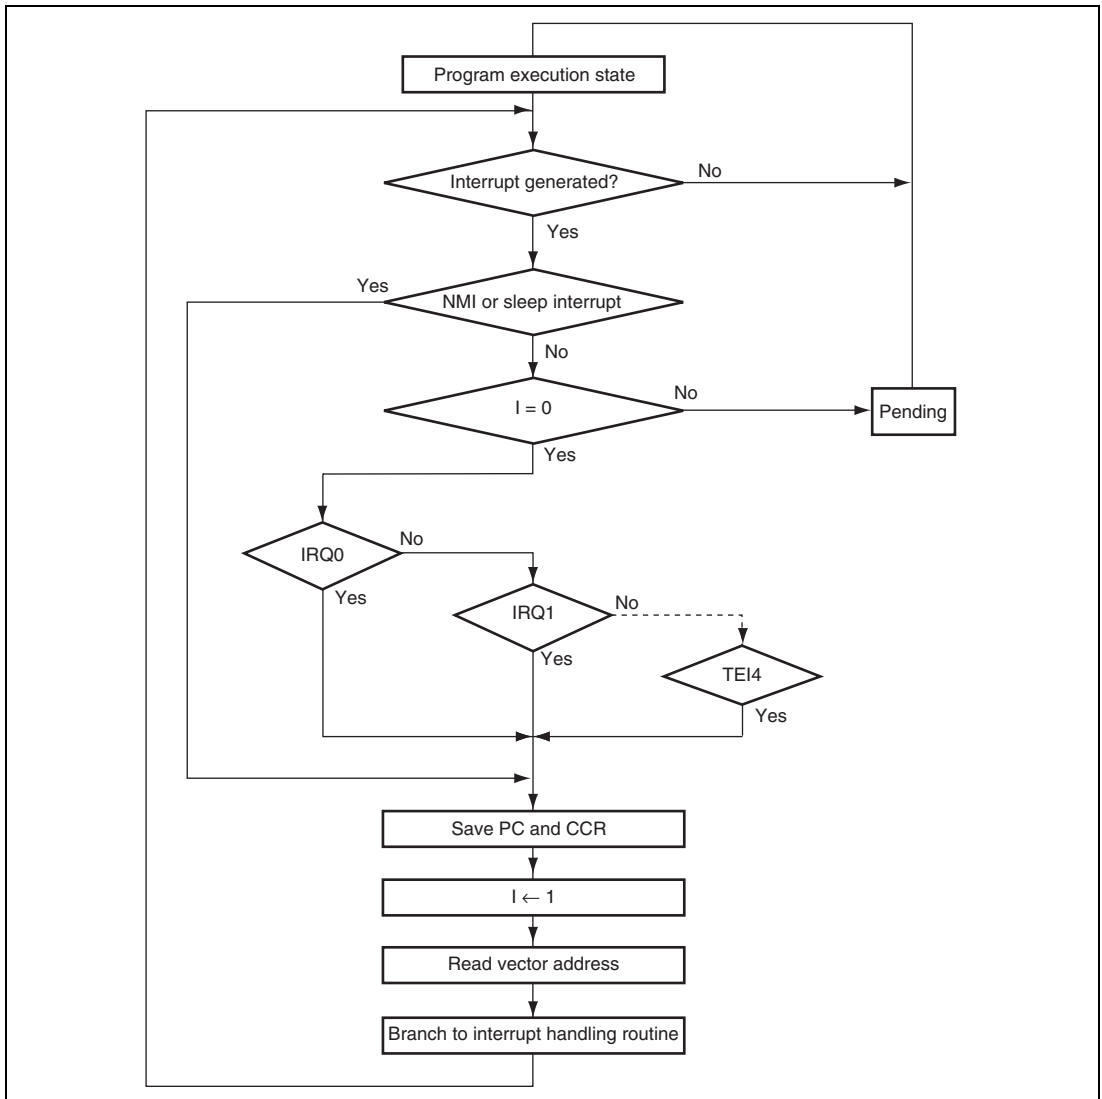 Program execution state
Interrupt generated?
No
Yes
Yes
NMI or sleep interrupt
No
I = 0
No
Pending
Yes
IRQ0
No
Yes
IRQ1
No
Yes
TEI4
Yes
Save PC and CCR
I ← 1
Read vector address
Branch to interrupt handling routine